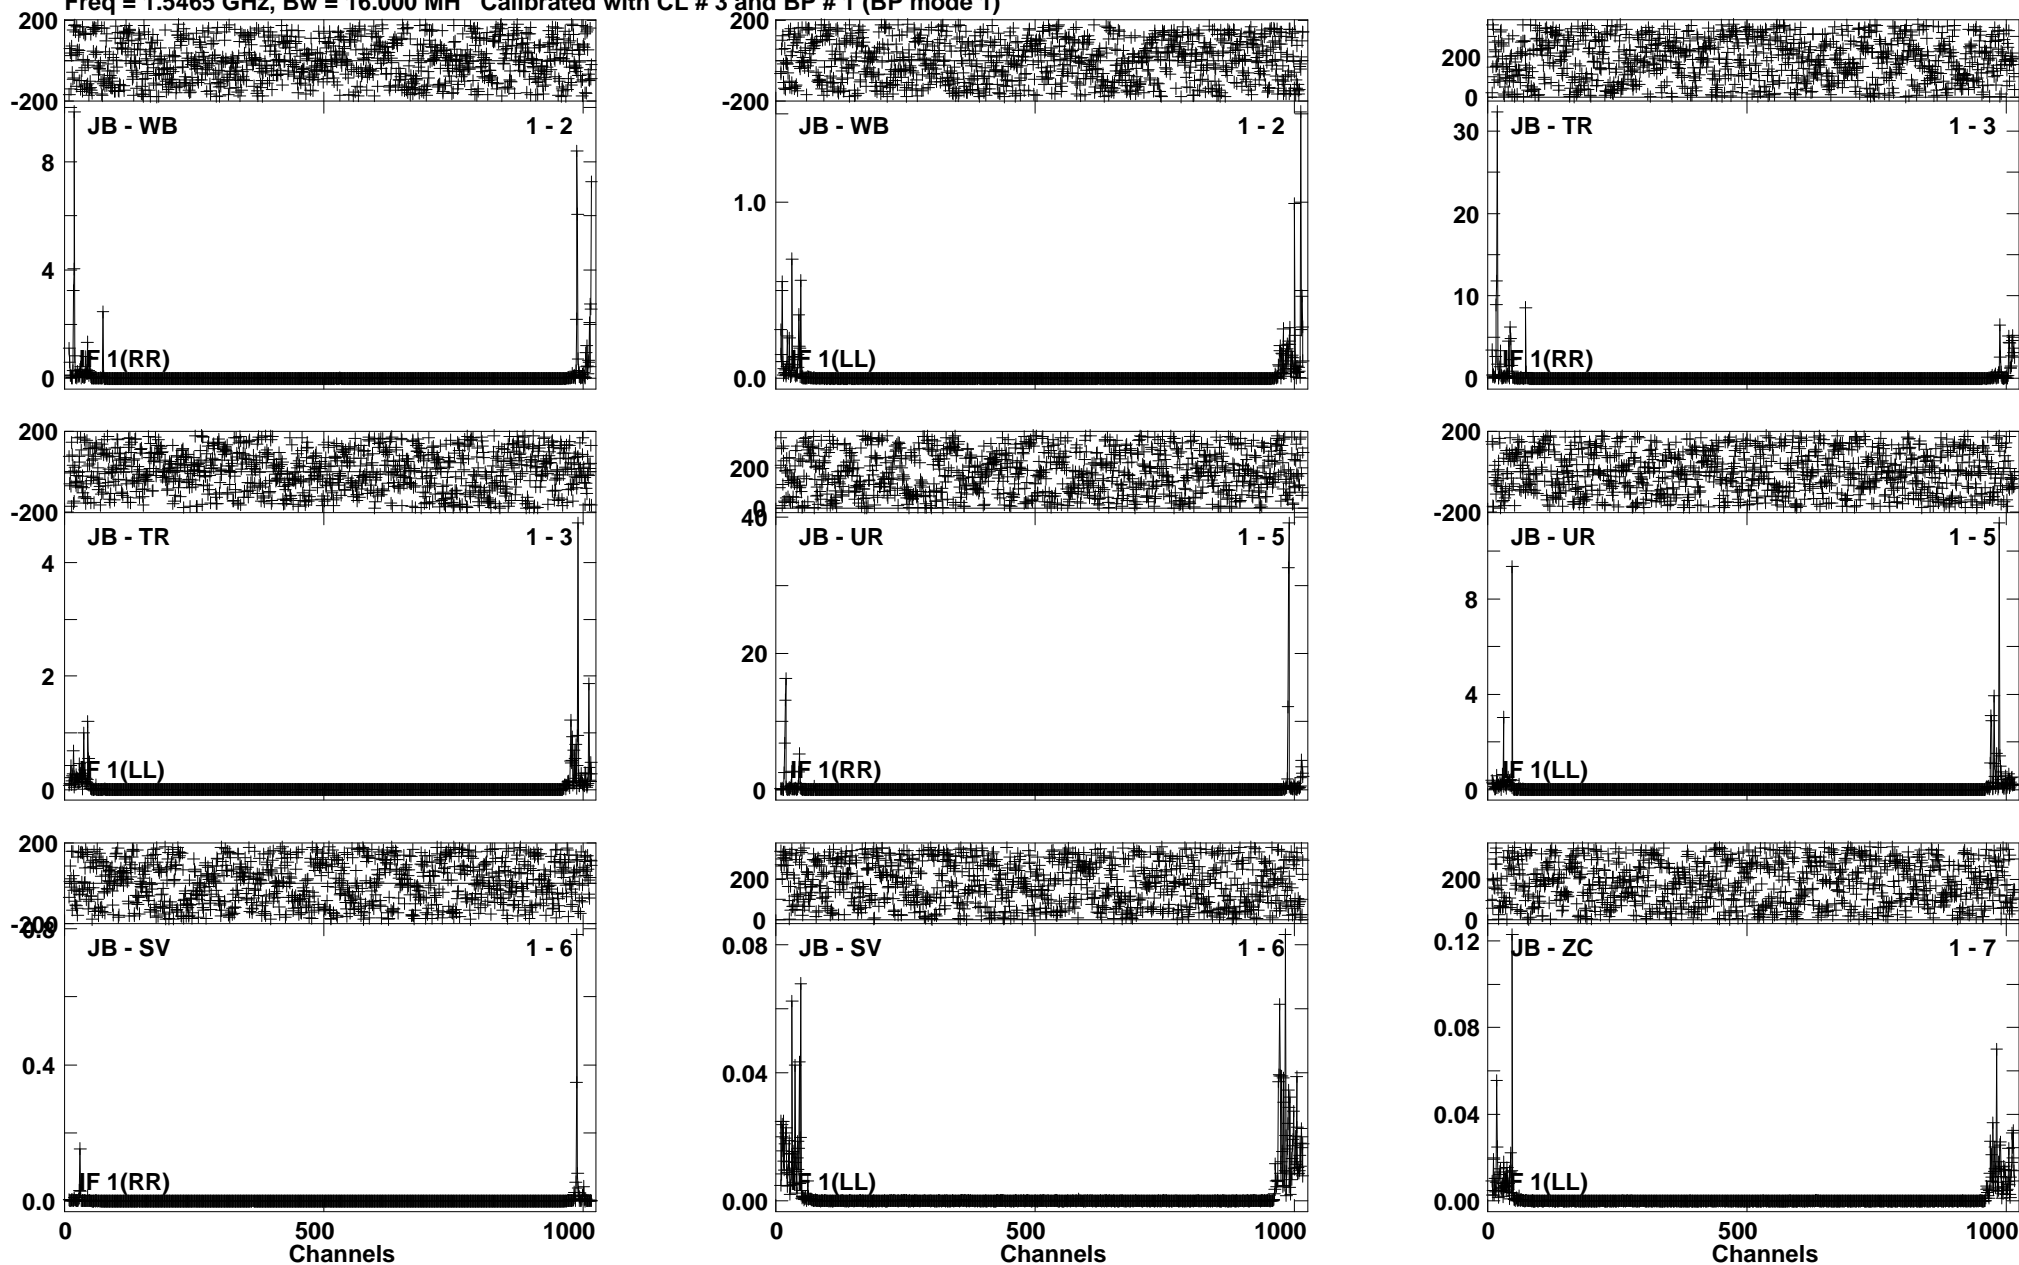 Freq = 1.5465 GHz, Bw = 16.000 MH Calibrated with CL # 3 and BP # 1 (BP mode 1)
200
-200
JB - WB
1 - 2
8
4
0
IF 1(RR)
200
-200
JB - WB
1 - 2
1.0
0.0
IF 1(LL)
200
0
JB - TR
1 - 3
30
20
10
0
IF 1(RR)
200
-200
JB - TR
1 - 3
4
2
0
IF 1(LL)
200
0
40
JB - UR
1 - 5
20
0
IF 1(RR)
200
-200
JB - UR
1 - 5
8
4
0
IF 1(LL)
200
-200
0.8
JB - SV
1 - 6
0.4
0.0
IF 1(RR)
0
500
1000
Channels
200
0
0.08
JB - SV
1 - 6
0.04
0.00
IF 1(LL)
0
500
1000
Channels
200
0
0.12
JB - ZC
1 - 7
0.08
0.04
0.00
IF 1(LL)
0
500
1000
Channels